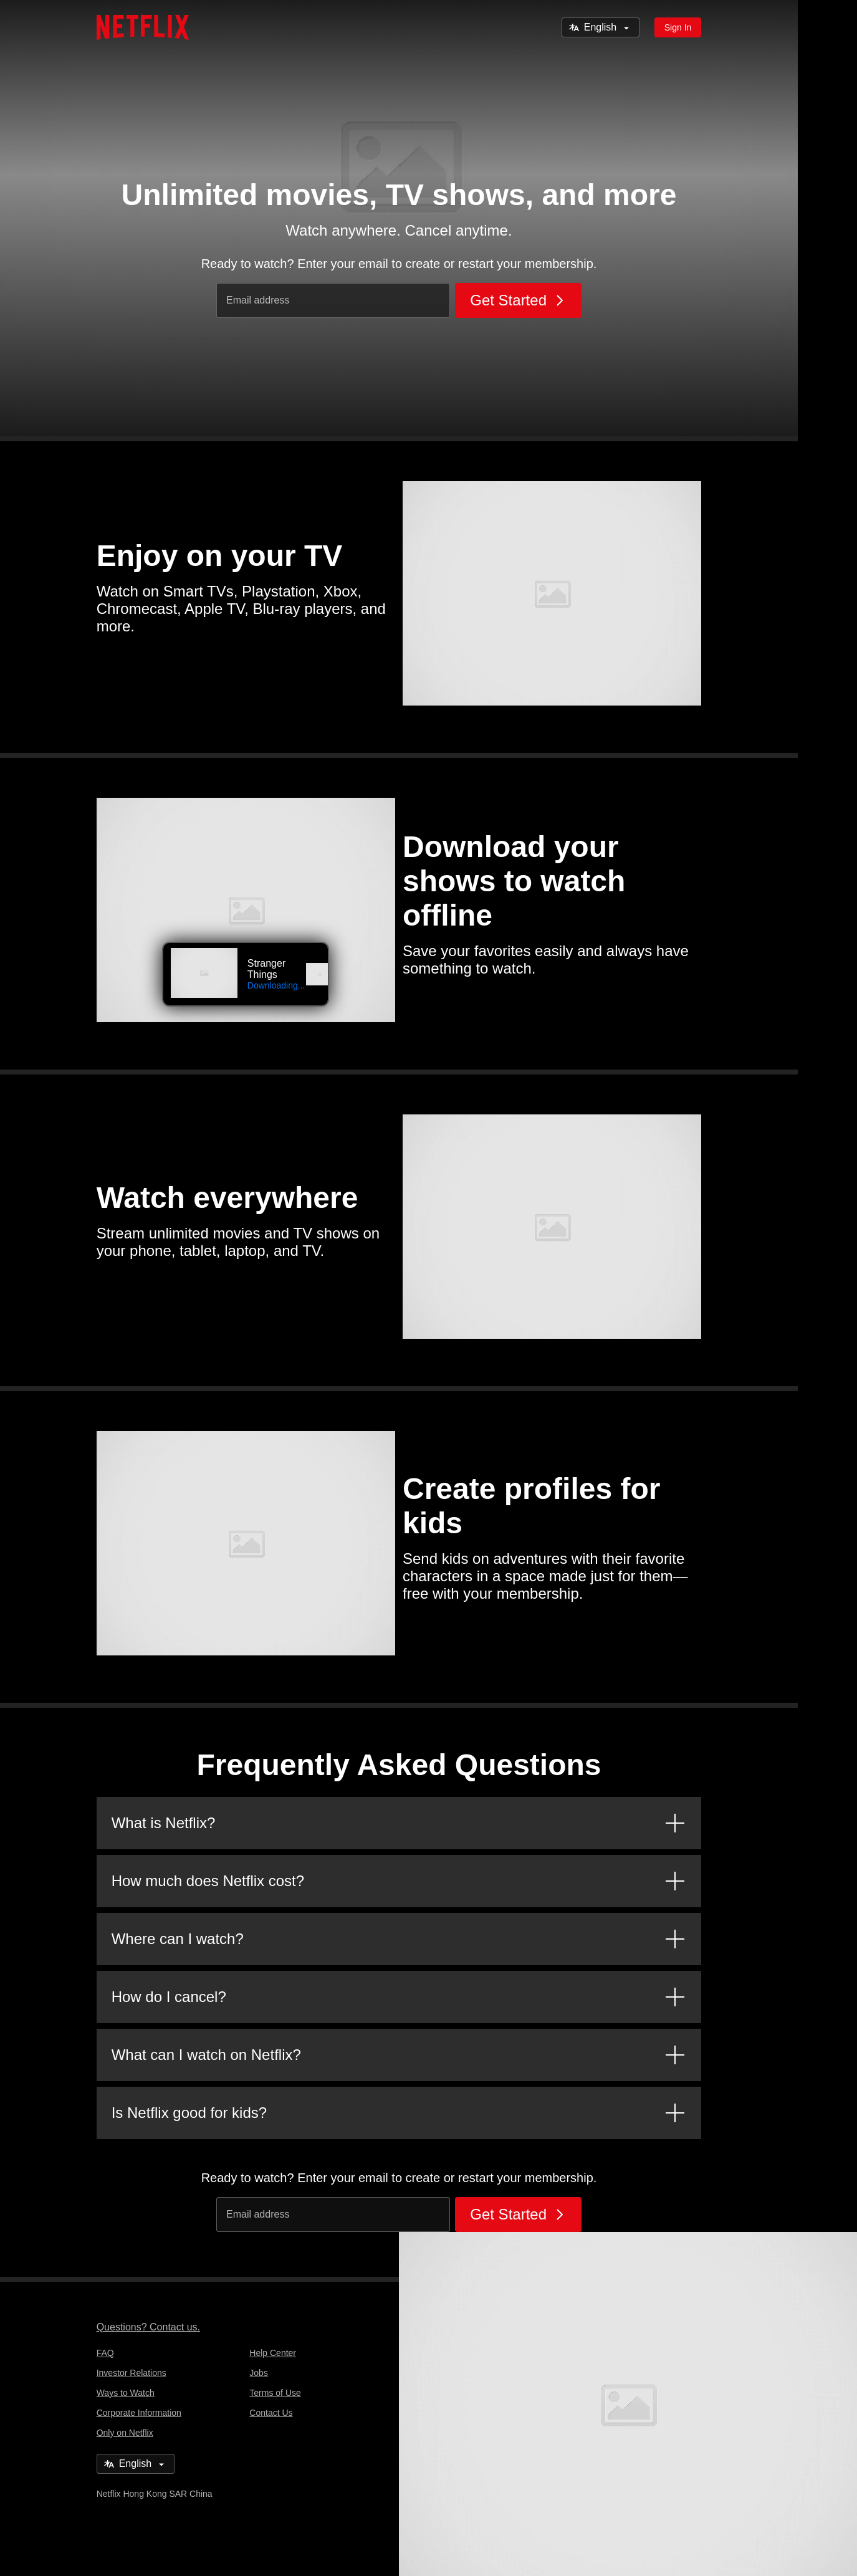 NETFLIX
English
Sign In
Unlimited movies, TV shows, and more
Watch anywhere. Cancel anytime.
Ready to watch? Enter your email to create or restart your membership.
Email address
Get Started
Enjoy on your TV
Watch on Smart TVs, Playstation, Xbox,
Chromecast, Apple TV, Blu-ray players, and
more.
Download your
shows to watch
offline
Save your favorites easily and always have
something to watch.
Stranger
Things
Downloading...
Watch everywhere
Stream unlimited movies and TV shows on
your phone, tablet, laptop, and TV.
Create profiles for
kids
Send kids on adventures with their favorite
characters in a space made just for them—
free with your membership.
Frequently Asked Questions
What is Netflix?
How much does Netflix cost?
Where can I watch?
How do I cancel?
What can I watch on Netflix?
Is Netflix good for kids?
Ready to watch? Enter your email to create or restart your membership.
Email address
Get Started
Questions? Contact us.
FAQ
Help Center
Investor Relations
Jobs
Ways to Watch
Terms of Use
Corporate Information
Contact Us
Only on Netflix
English
Netflix Hong Kong SAR China